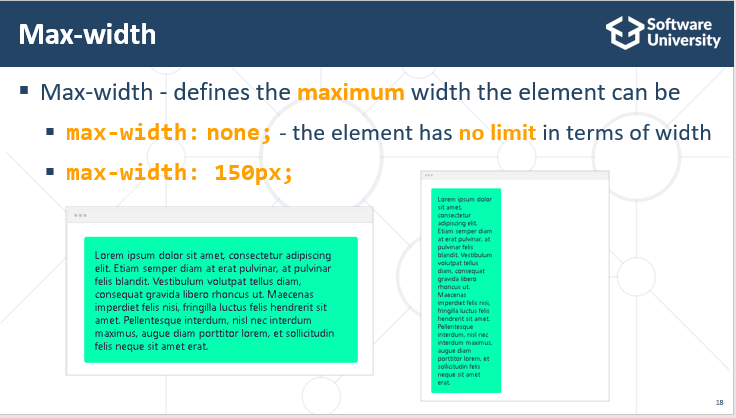 Max-width
Software
University
▪ Max-width - defines the maximum width the element can be
▪ max-width: none; - the element has no limit in terms of width
▪ max-width: 150px;
Lorem ipsum dolor sit amet, consectetur adipiscing
elit. Etiam semper diam at erat pulvinar, at pulvinar
felis blandit. Vestibulum volutpat tellus diam,
consequat gravida libero rhoncus ut. Maecenas
imperdiet felis nisi, fringilla luctus felis hendrerit sit
amet. Pellentesque interdum, nisl nec interdum
maximus, augue diam porttitor lorem, et sollicitudin
felis neque sit amet erat.
Lorem ipsum dolor
sit amet,
consectetur
adipiscing elit.
Etiam semper
diam at erat
pulvinar, at
pulvinar felis
blandit. Vestibulum
volutpat tellus
diam, consequat
gravida libero
rhoncus ut.
Maecenas
imperdiet felis nisi,
fringilla luctus felis
hendrerit sit amet.
Pellentesque
interdum, nisl nec
interdum maximus,
augue diam
porttitor lorem, et
sollicitudin felis
neque sit amet
erat.
18